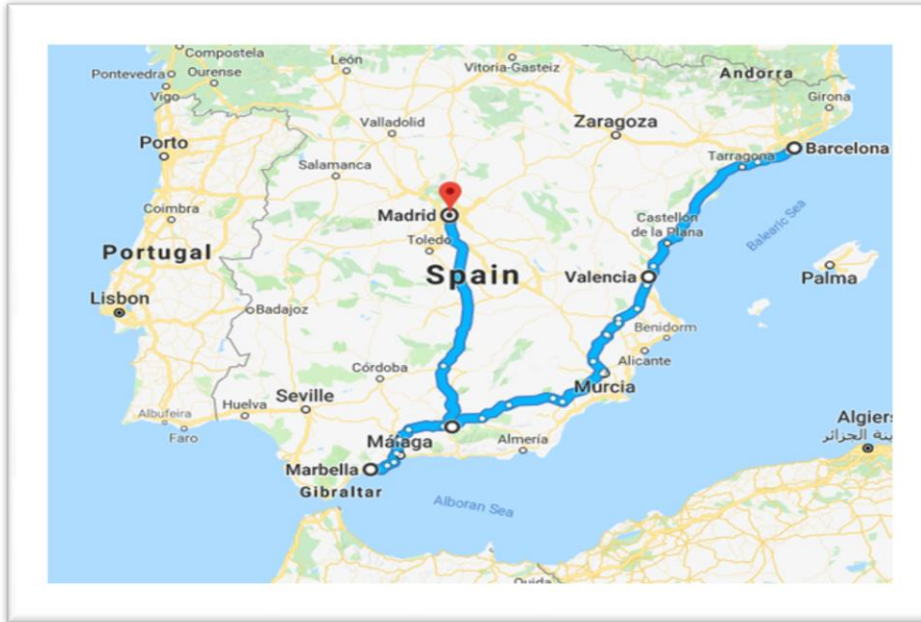 Compostela
León
Vitoria-Gasteiz
Andorra
Pontevedra
Ourense
Girona
Vigo
Valladolid
Zaragoza
Porto
Barcelona
Tarragona
Salamanca
Madrid
Coimbra
Castellón
de la Plana
Balearic Sea
Toledo
Portugal
Spain
Valencia
Palma
Lisbon
Badajoz
Benidorm
Alicante
Córdoba
Murcia
Seville
Huelva
Albufeira
Faro
Málaga
Almería
Algiers
ينة الجزائر
Marbella
Gibraltar
Alboran Sea